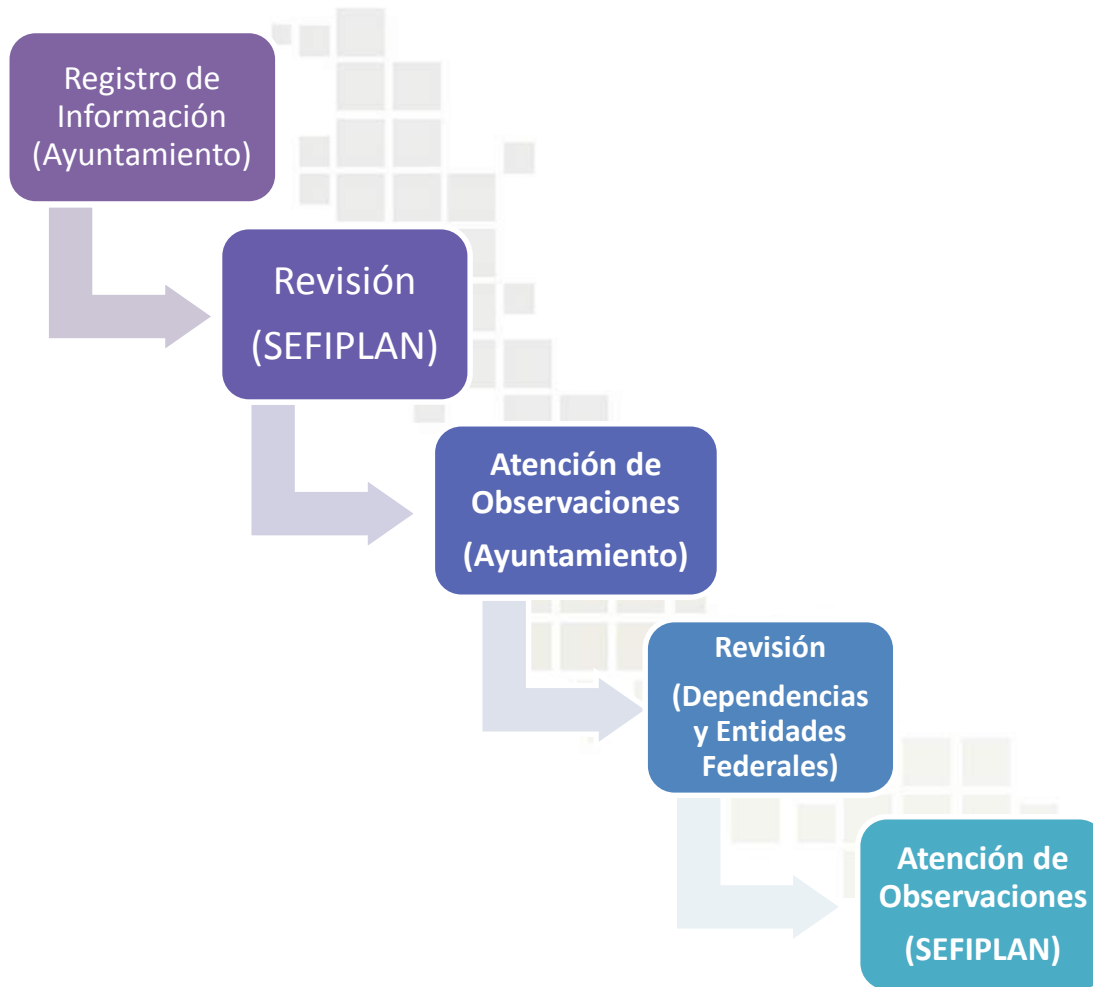 Registro de
Información
(Ayuntamiento)
Revisión
(SEFIPLAN)
Atención de
Observaciones
(Ayuntamiento)
Revisión
(Dependencias
y Entidades
Federales)
Atención de
Observaciones
(SEFIPLAN)